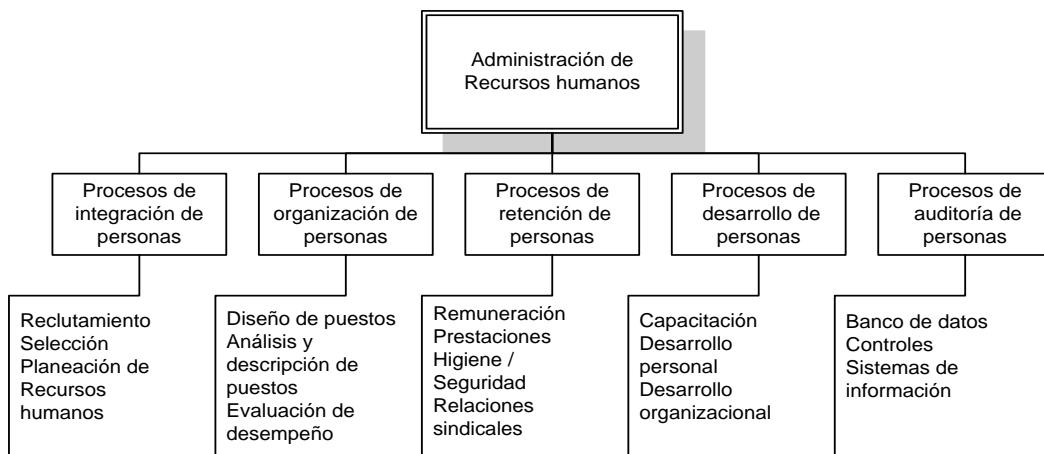 Administración de
Recursos humanos
Procesos de
integración de
personas
Procesos de
organización de
personas
Procesos de
retención de
personas
Procesos de
desarrollo de
personas
Procesos de
auditoría de
personas
Reclutamiento
Selección
Planeación de
Recursos
humanos
Diseño de puestos
Análisis y
descripción de
puestos
Evaluación de
desempeño
Remuneración
Prestaciones
Higiene /
Seguridad
Relaciones
sindicales
Capacitación
Desarrollo
personal
Desarrollo
organizacional
Banco de datos
Controles
Sistemas de
información